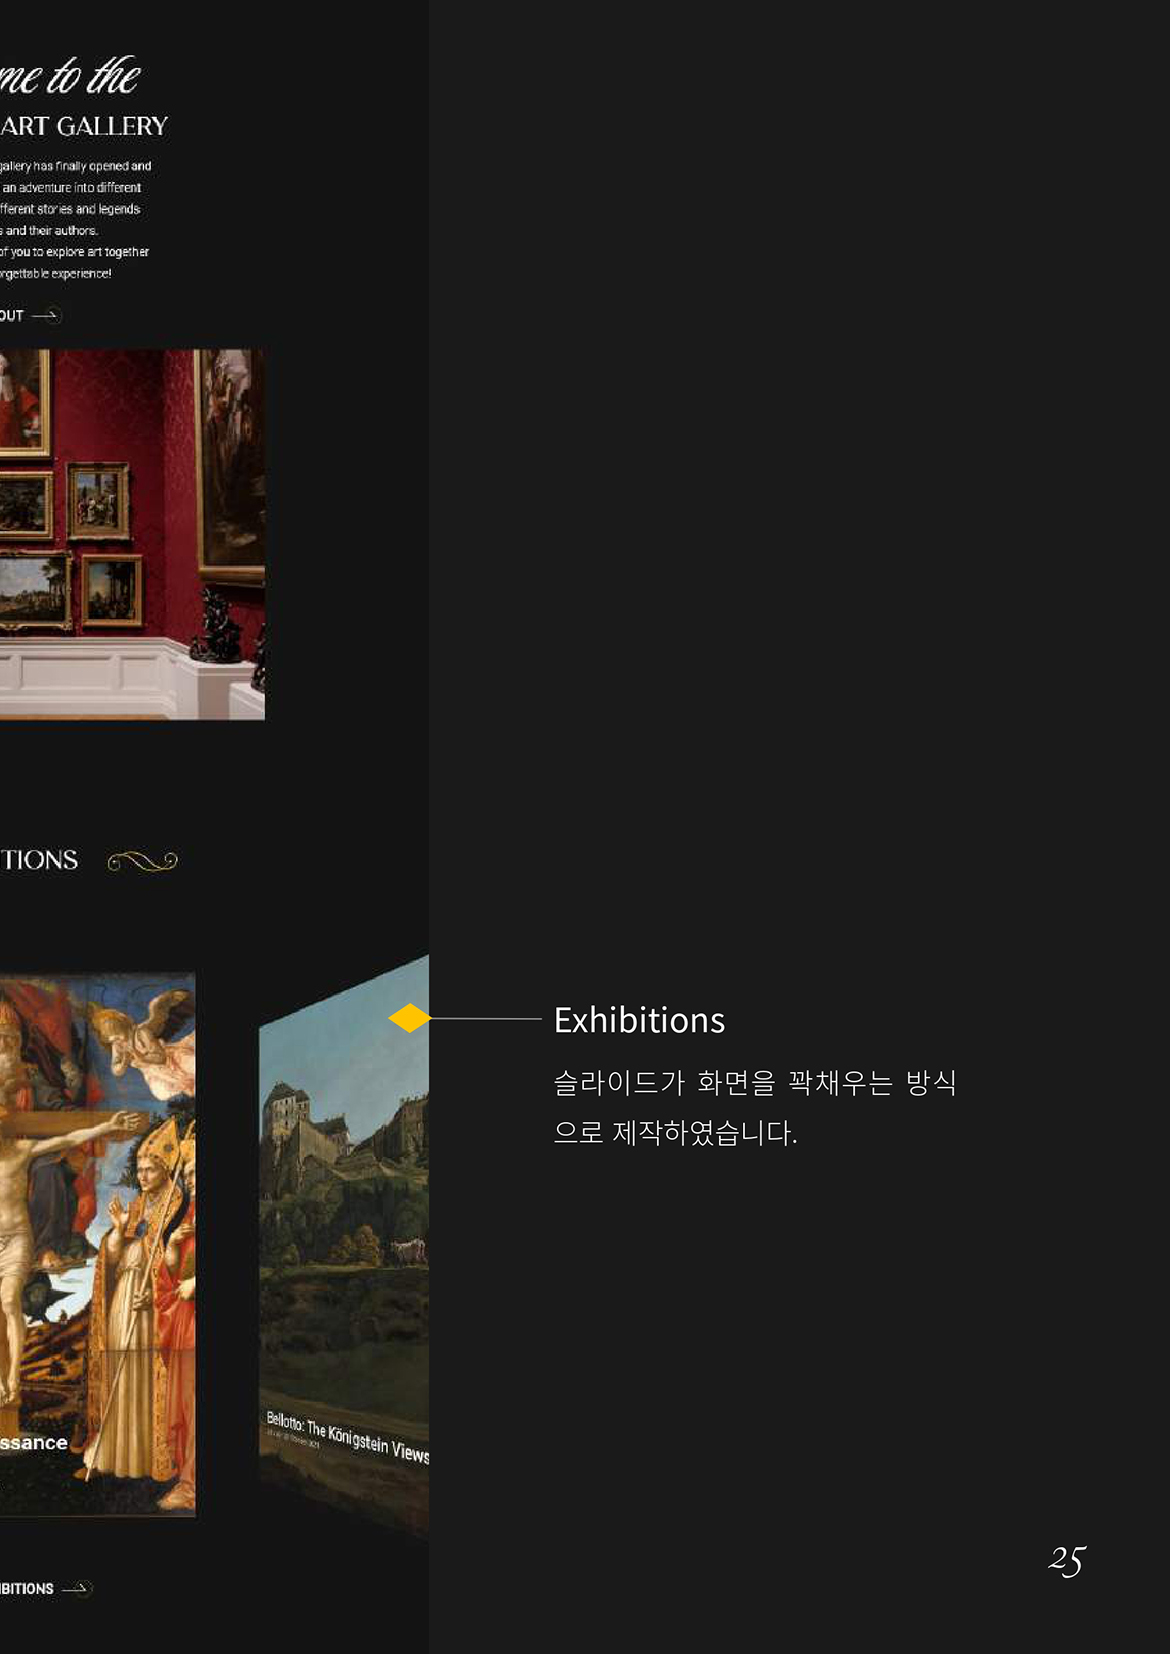 me to the
ART GALLERY
gallery has finally opened and
an adventure into different
fferent stories and legends
s and their authors.
of you to explore art together
orgettable experience!
OUT
TIONS
Exhibitions
슬라이드가 화면을 꽉채우는 방식
으로 제작하였습니다.
Bellotto: The Königstein Views
ssance
25
IBITIONS